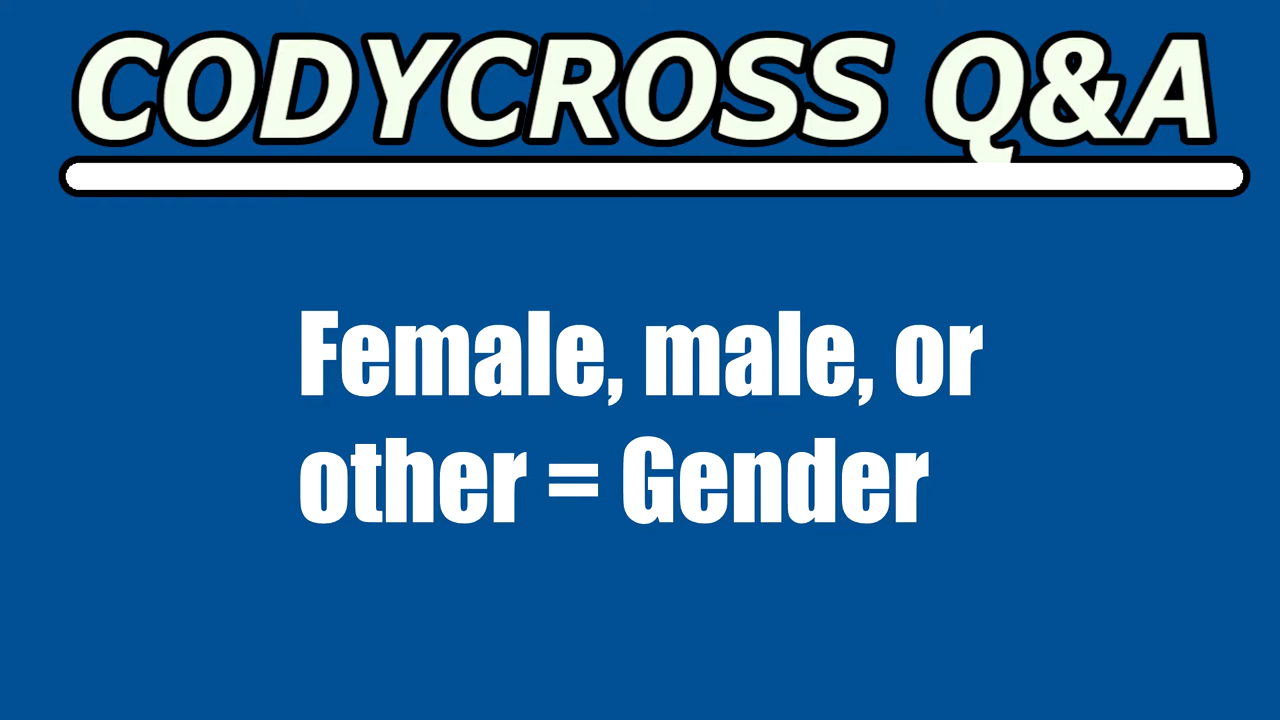 CODYCROSS Q&A
Female, male, or
other = Gender